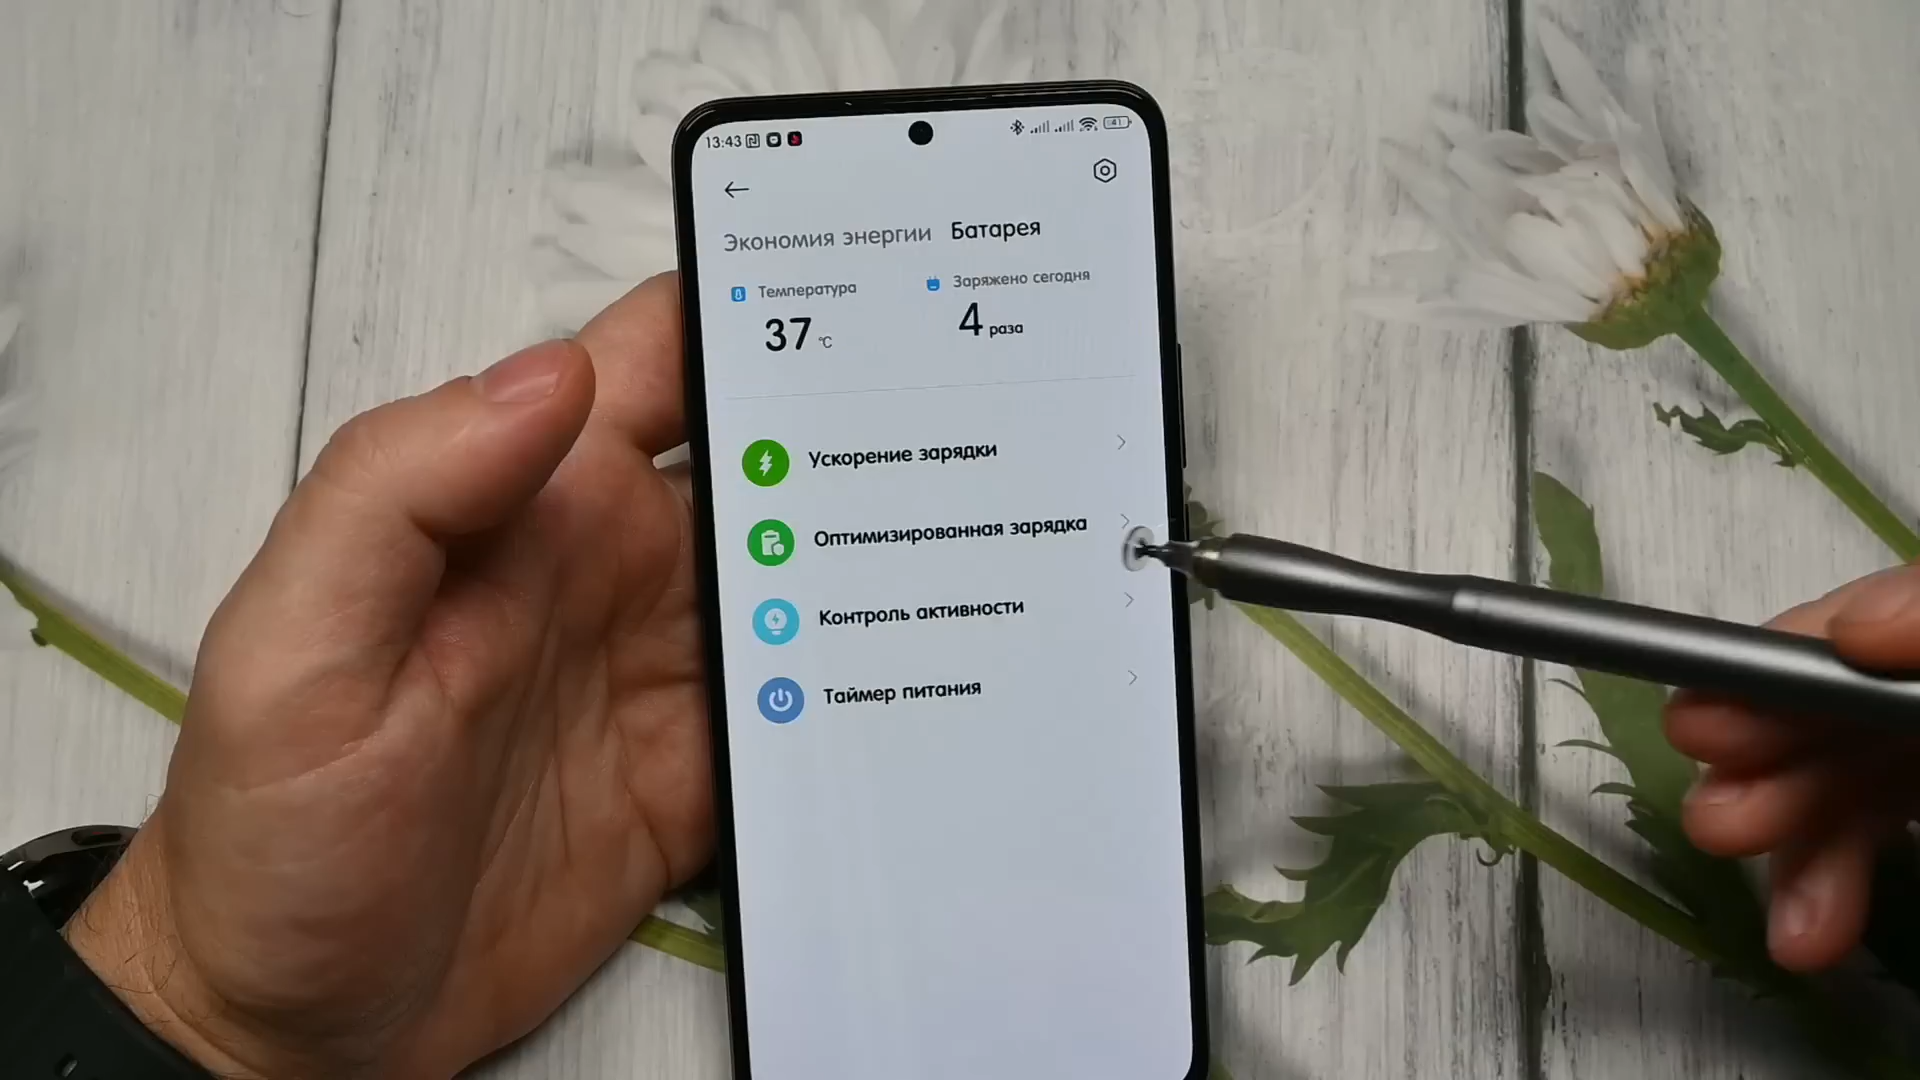 13:43
41
Экономия энергии Батарея
Температура Заряжено сегодня
37 °C 4 раза
Ускорение зарядки
Оптимизированная зарядка
Контроль активности
Таймер питания